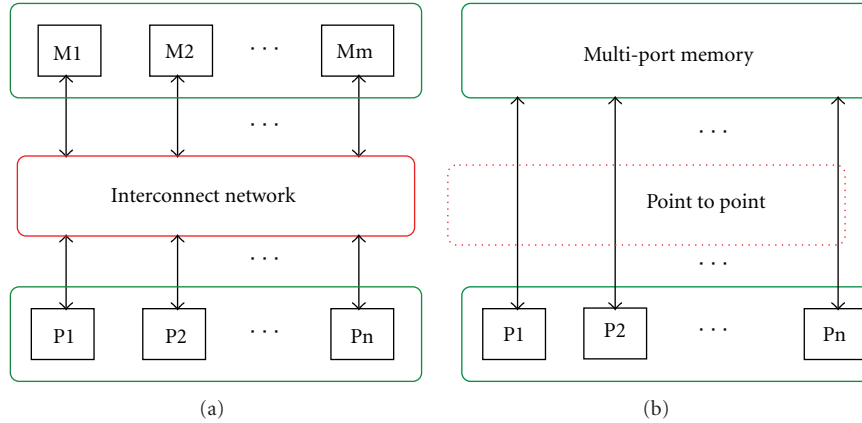 M1 M2 · · · Mm
· · ·
Interconnect network
· · ·
P1 P2 · · · Pn
(a)
Multi-port memory
· · ·
Point to point
· · ·
P1 P2 · · · Pn
(b)